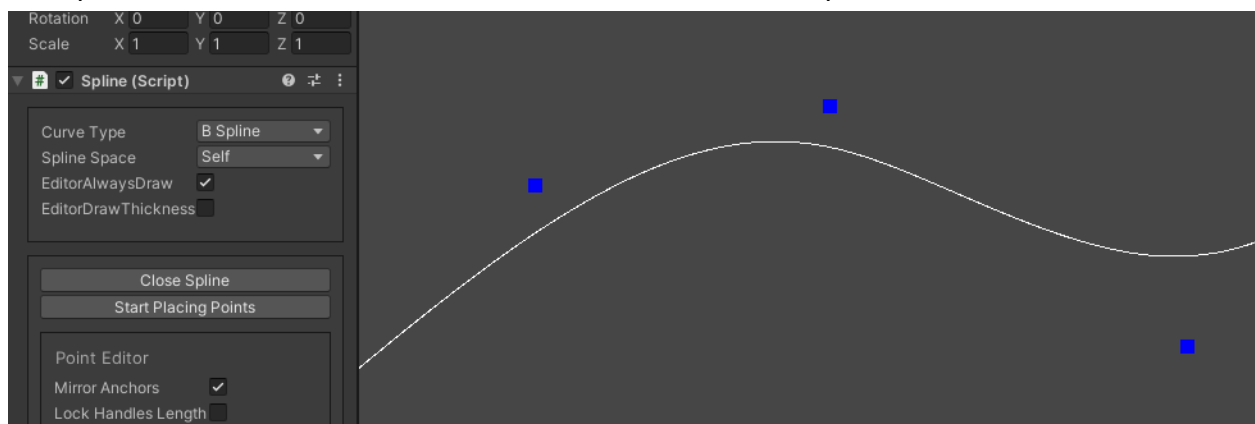 Rotation X 0 Y 0 Z 0
Scale X 1 Y 1 Z 1
# Spline (Script)
Curve Type B Spline
Spline Space Self
EditorAlwaysDraw
EditorDrawThickness
Close Spline
Start Placing Points
Point Editor
Mirror Anchors
Lock Handles Length